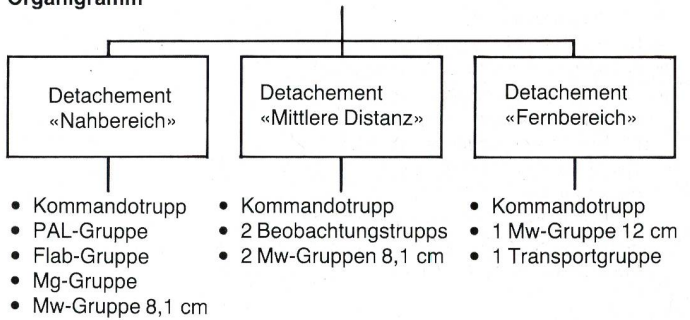 Organigramm
Detachement
«Nahbereich»
Detachement
«Mittlere Distanz»
Detachement
«Fernbereich»
• Kommandotrupp
• PAL-Gruppe
• Flab-Gruppe
• Mg-Gruppe
• Mw-Gruppe 8,1 cm
• Kommandotrupp
• 2 Beobachtungstrupps
• 2 Mw-Gruppen 8,1 cm
• Kommandotrupp
• 1 Mw-Gruppe 12 cm
• 1 Transportgruppe